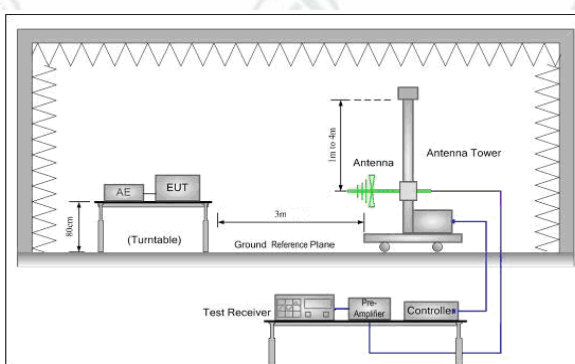 1m to 4m
Antenna
Antenna Tower
AE
EUT
80cm
3m
(Turntable)
Ground Reference Plane
Test Receiver
Pre-
Amplifier
Controller